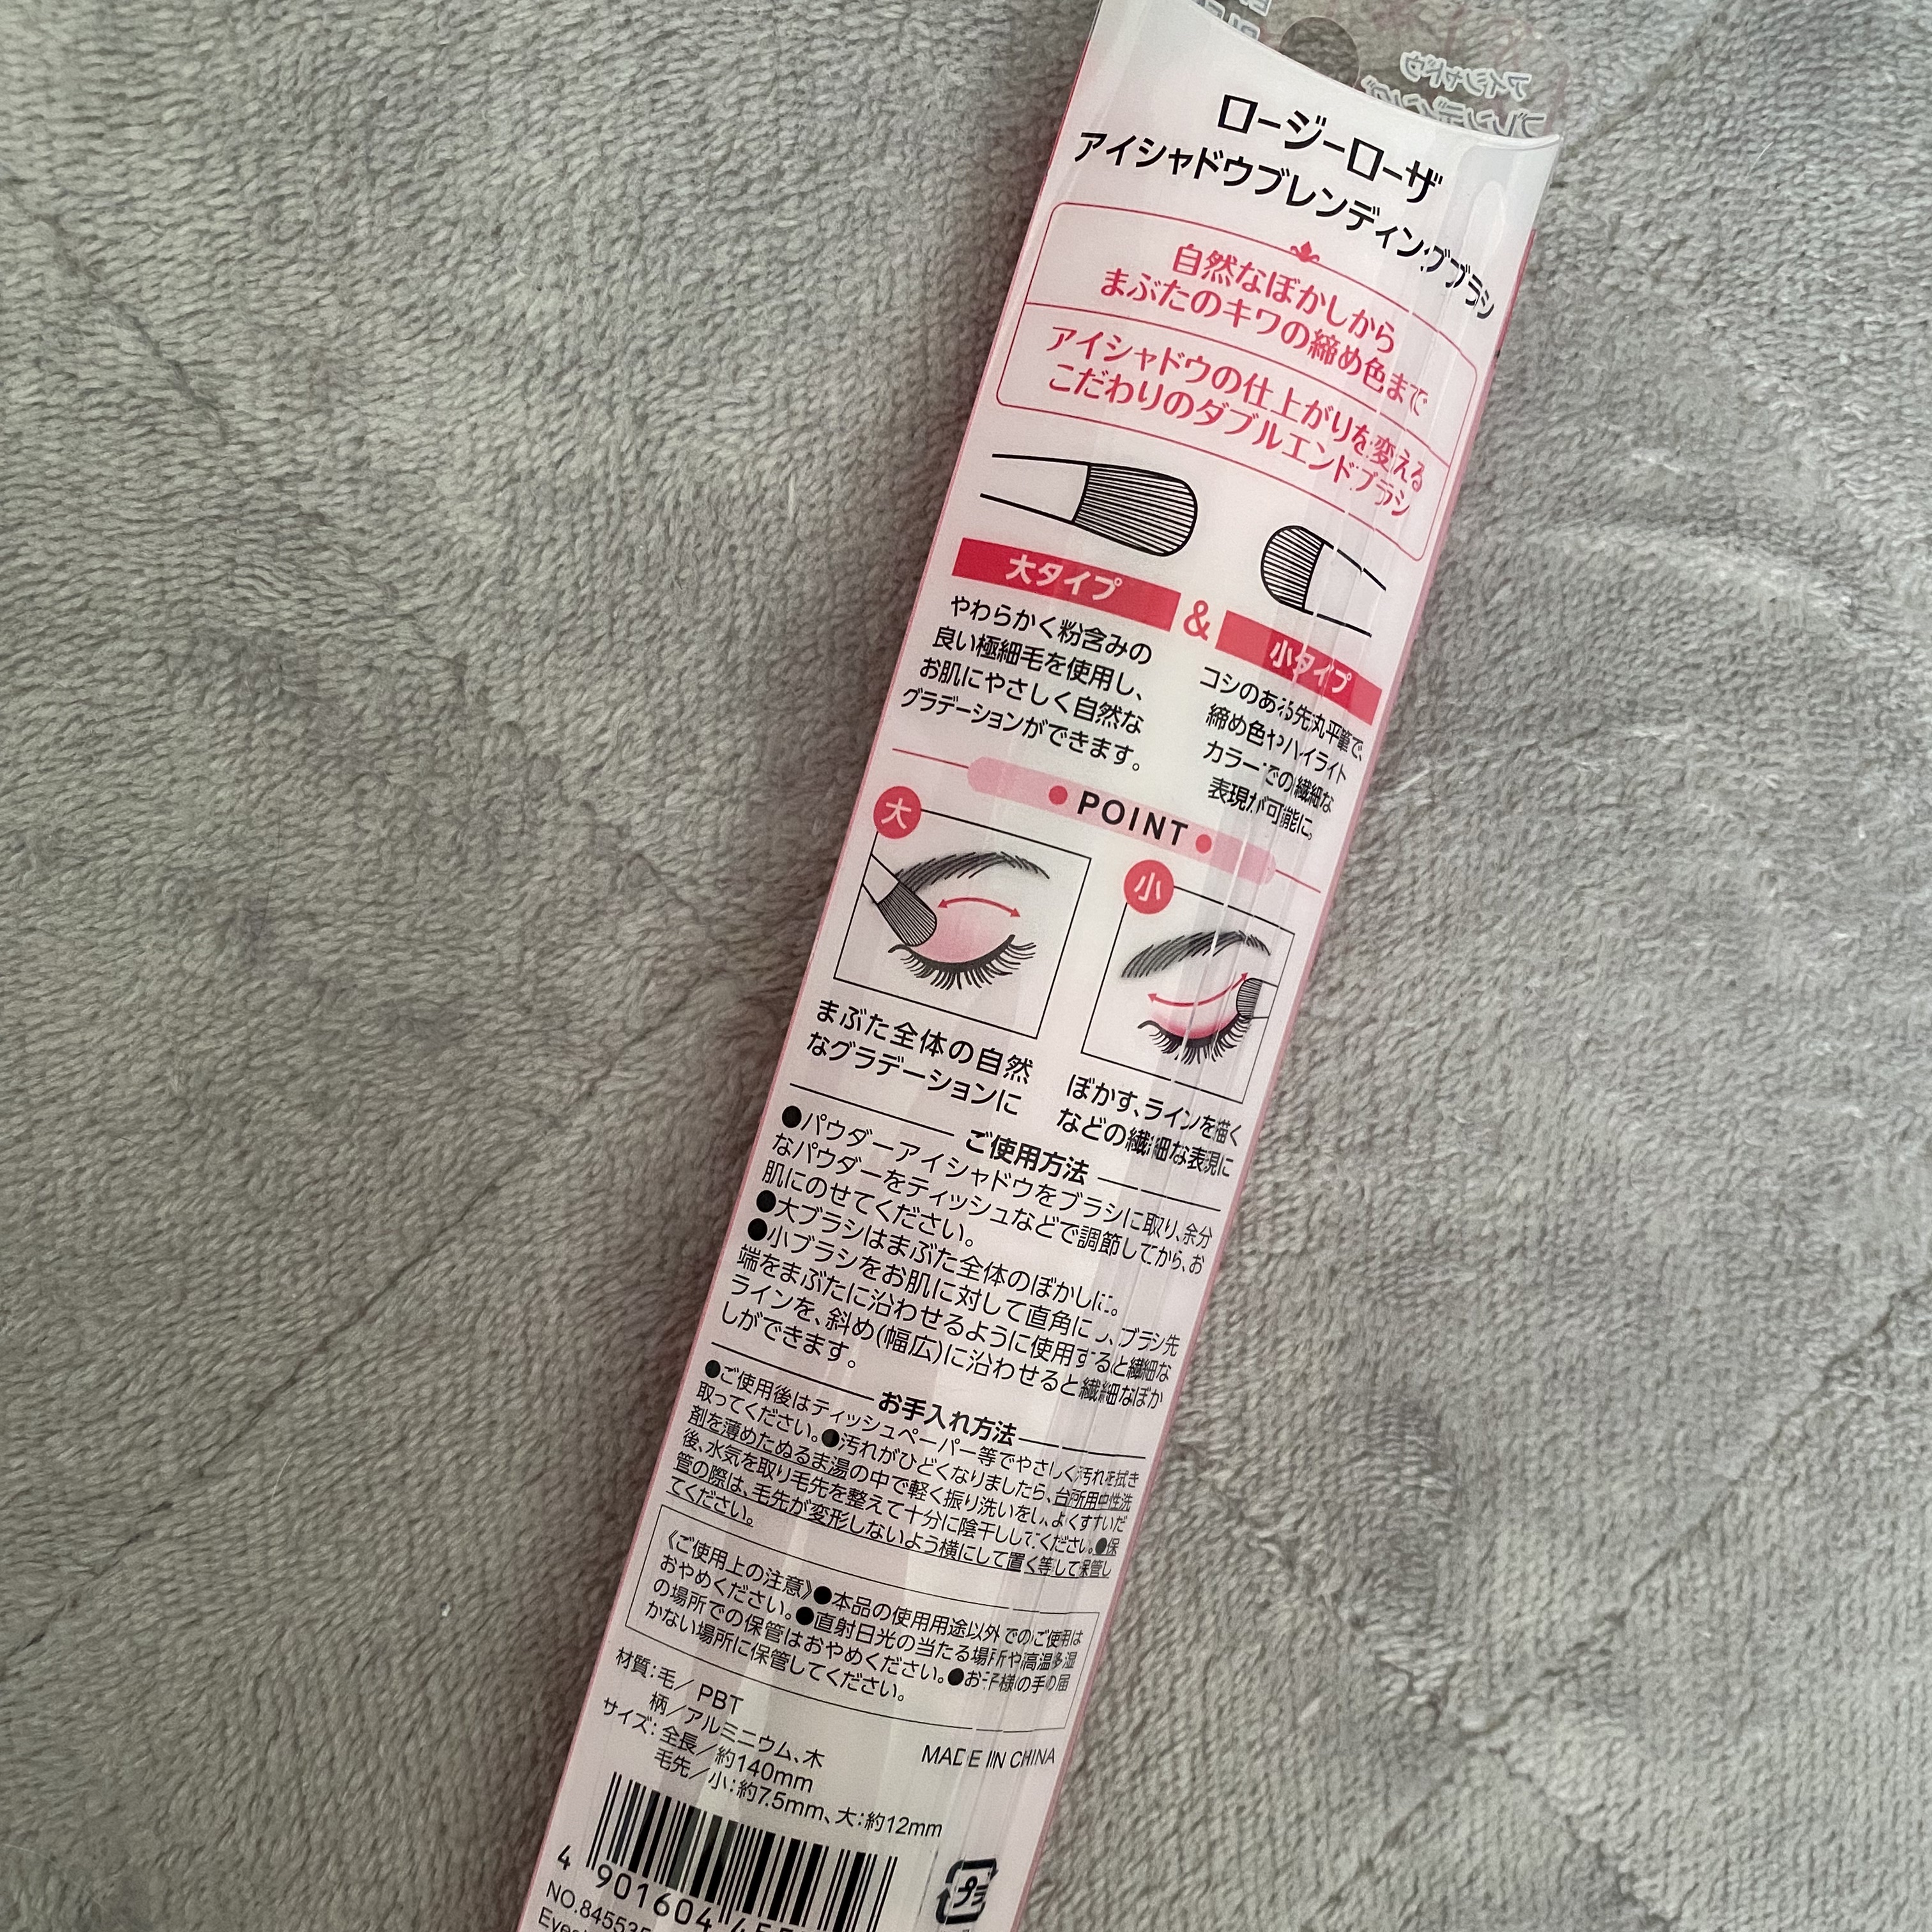 ロージーローザ
アイシャドウブレンディングブラシ
自然なぼかしから
まぶたのキワの締め色まで
アイシャドウの仕上がりを変える
こだわりのダブルエンドブラシ
大タイプ
&
小タイプ
やわらかく粉含みの
良い極細毛を使用し、
お肌にやさしく自然な
グラデーションができます。
コシのある先丸平筆で、
締め色やハイライト
カラーでの繊細な
表現が可能に。
POINT
大
小
まぶた全体の自然
なグラデーションに
ぼかす、ラインを描く
などの繊細な表現に
ご使用方法
●パウダーアイシャドウをブラシに取り、余分
なパウダーをティッシュなどで調節してから、お
肌にのせてください。
●大ブラシはまぶた全体のぼかしに。
●小ブラシをお肌に対して直角にし、ブラシ先
端をまぶたに沿わせるように使用すると繊細な
ラインを、斜め(幅広)に沿わせると繊細なぼか
しができます。
お手入れ方法
●ご使用後はティッシュペーパー等でやさしく汚れを拭き
取ってください。●汚れがひどくなりましたら、台所用中性洗
剤を薄めたぬるま湯の中で軽く振り洗いをし、よくすすいだ
後、水気を取り毛先を整えて十分に陰干ししてください。●保
管の際は、毛先が変形しないよう横にして置く等して保管し
てください。
《ご使用上の注意》●本品の使用用途以外でのご使用は
おやめください。●直射日光の当たる場所や高温多湿
の場所での保管はおやめください。●お子様の手の届
かない場所に保管してください。
材質：毛／PBT
柄／アルミニウム、木
サイズ：全長／約140mm
毛先／小：約7.5mm、大：約12mm
MADE IN CHINA
4 901604
NO.845535
プラ